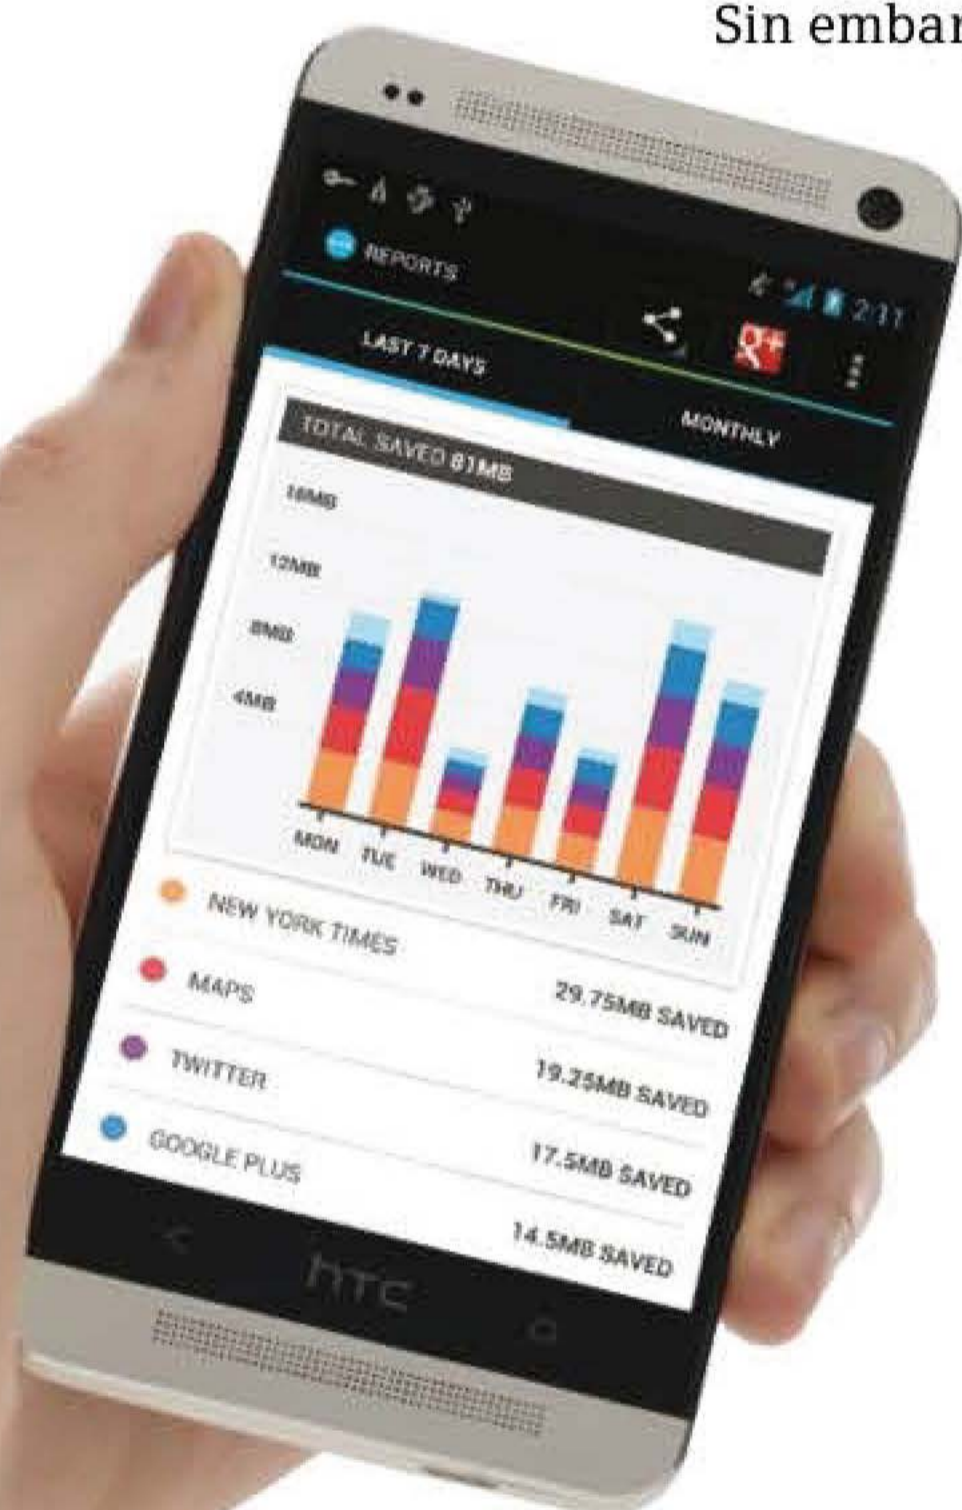 Sin embar
REPORTS
2:11
LAST 7 DAYS
MONTHLY
TOTAL SAVED 81MB
16MB
12MB
8MB
4MB
MON TUE WED THU FRI SAT SUN
NEW YORK TIMES 29.75MB SAVED
MAPS 19.25MB SAVED
TWITTER 17.5MB SAVED
GOOGLE PLUS 14.5MB SAVED
hTC